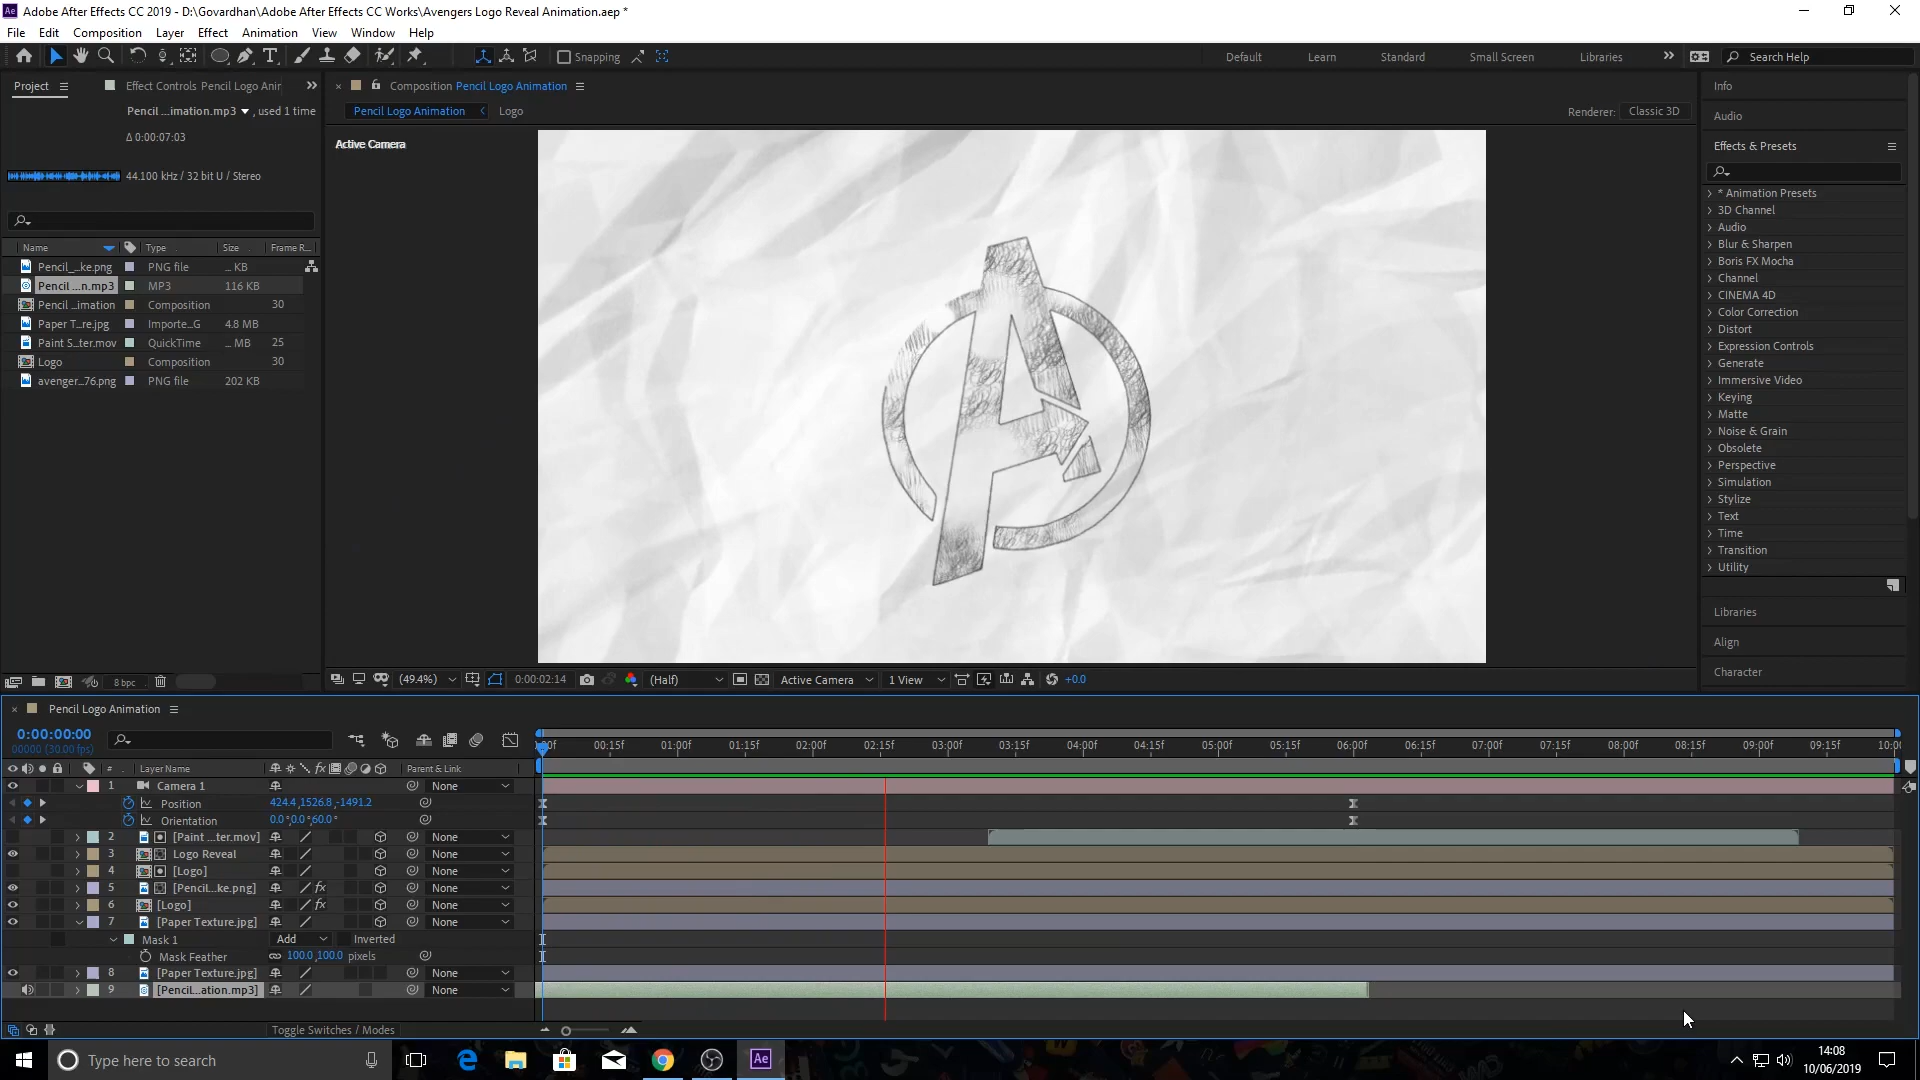 Adobe After Effects CC 2019 - D:\Govardhan\Adobe After Effects CC Works\Avengers Logo Reveal Animation.aep *
File Edit Composition Layer Effect Animation View Window Help
Snapping Default Learn Standard Small Screen Libraries Search Help
Project
Effect Controls Pencil Logo Anir
Pencil ...imation.mp3 , used 1 time
Δ 0:00:07:03
44.100 kHz / 32 bit U / Stereo
Name Type Size Frame R...
Pencil_...ke.png PNG file ... KB
Pencil ...n.mp3 MP3 116 KB
Pencil ...imation Composition 30
Paper T...re.jpg Importe...G 4.8 MB
Paint S...ter.mov QuickTime ... MB 25
Logo Composition 30
avenger...76.png PNG file 202 KB
8 bpc
Composition Pencil Logo Animation
Pencil Logo Animation Logo
Renderer: Classic 3D
Active Camera
(49.4%) 0:00:02:14 (Half) Active Camera 1 View +0.0
Info
Audio
Effects & Presets
* Animation Presets
3D Channel
Audio
Blur & Sharpen
Boris FX Mocha
Channel
CINEMA 4D
Color Correction
Distort
Expression Controls
Generate
Immersive Video
Keying
Matte
Noise & Grain
Obsolete
Perspective
Simulation
Stylize
Text
Time
Transition
Utility
Libraries
Align
Character
Pencil Logo Animation
0:00:00:00
00000 (30.00 fps)
:00f 00:15f 01:00f 01:15f 02:00f 02:15f 03:00f 03:15f 04:00f 04:15f 05:00f 05:15f 06:00f 06:15f 07:00f 07:15f 08:00f 08:15f 09:00f 09:15f 10:00
# Layer Name Parent & Link
1 Camera 1 None
Position 424.4,1526.8,-1491.2
Orientation 0.0°,0.0°,60.0°
2 [Paint ...ter.mov] None
3 Logo Reveal None
4 [Logo] None
5 [Pencil...ke.png] fx None
6 [Logo] fx None
7 [Paper Texture.jpg] None
Mask 1 Add Inverted
Mask Feather 100.0,100.0 pixels
8 [Paper Texture.jpg] None
9 [Pencil...ation.mp3] None
Toggle Switches / Modes
Type here to search
14:08
10/06/2019